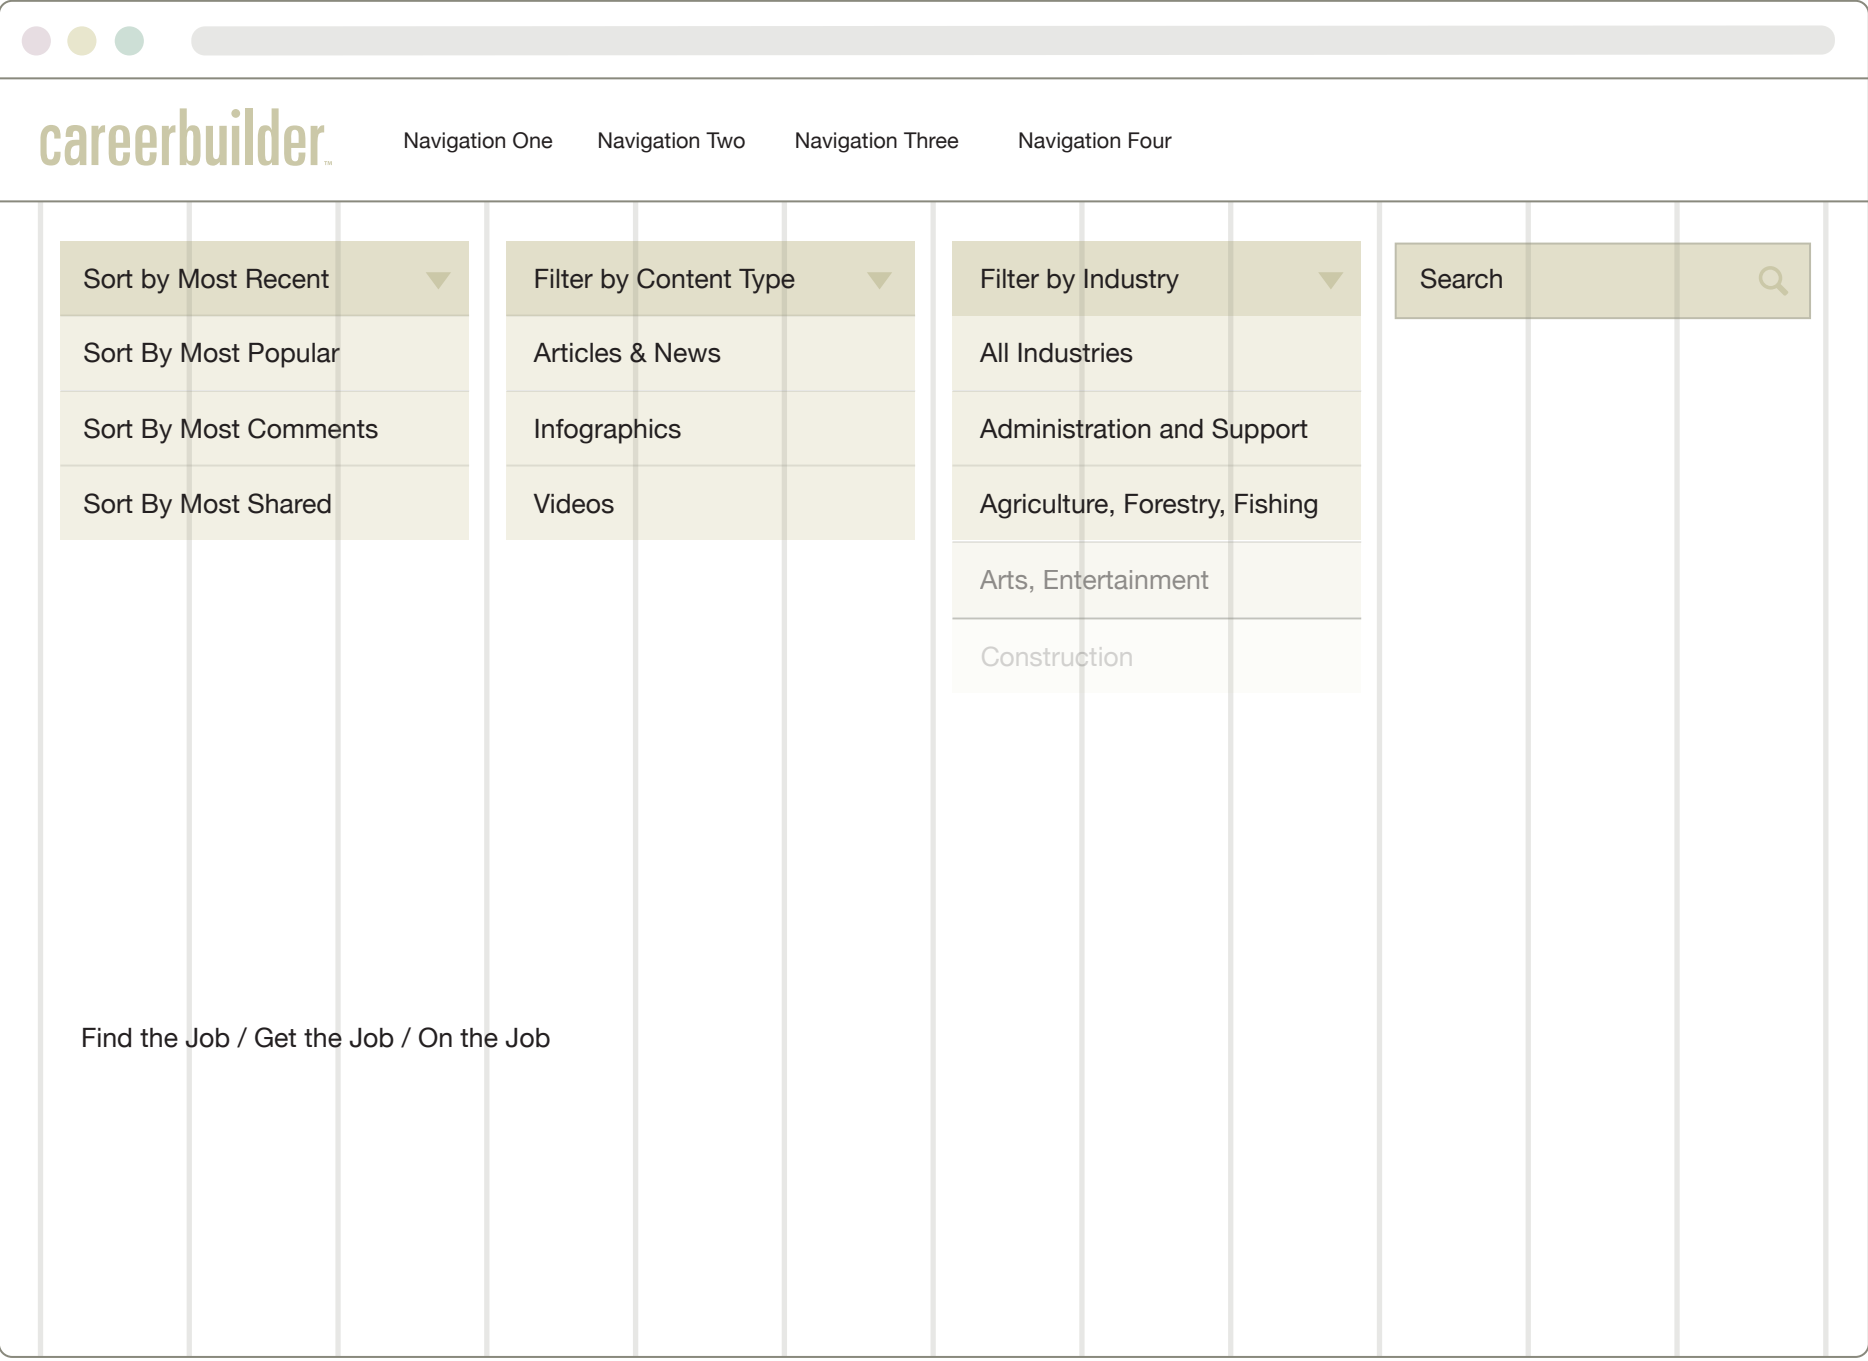 careerbuilder™
Navigation One
Navigation Two
Navigation Three
Navigation Four
Sort by Most Recent
Sort By Most Popular
Sort By Most Comments
Sort By Most Shared
Filter by Content Type
Articles & News
Infographics
Videos
Filter by Industry
All Industries
Administration and Support
Agriculture, Forestry, Fishing
Arts, Entertainment
Construction
Search
Find the Job / Get the Job / On the Job